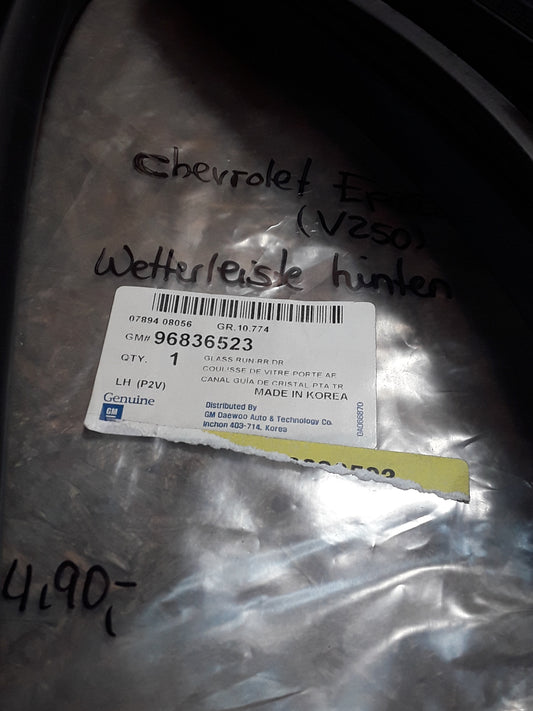 Chevrolet
(V250)
Wetterleiste hinten
07894 08056 GR.10.774
GM# 96836523
QTY. 1 GLASS RUN-RR DR
COULISSE DE VITRE-PORTE AR
CANAL GUÍA DE CRISTAL PTA TR
LH (P2V) MADE IN KOREA
Genuine
GM
Distributed By
GM Daewoo Auto & Technology Co.
Inchon 403-714, Korea
4,90,-